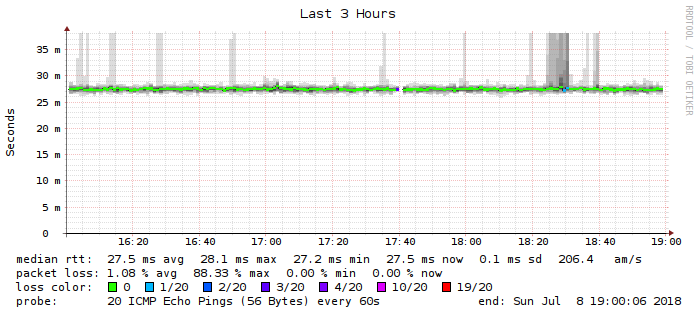 Last 3 Hours
RRDTOOL / TOBI OETIKER
Seconds
35 m
30 m
25 m
20 m
15 m
10 m
5 m
0
16:20 16:40 17:00 17:20 17:40 18:00 18:20 18:40 19:00
median rtt: 27.5 ms avg 28.1 ms max 27.2 ms min 27.5 ms now 0.1 ms sd 206.4 am/s
packet loss: 1.08 % avg 88.33 % max 0.00 % min 0.00 % now
loss color: 0 1/20 2/20 3/20 4/20 10/20 19/20
probe: 20 ICMP Echo Pings (56 Bytes) every 60s end: Sun Jul 8 19:00:06 2018